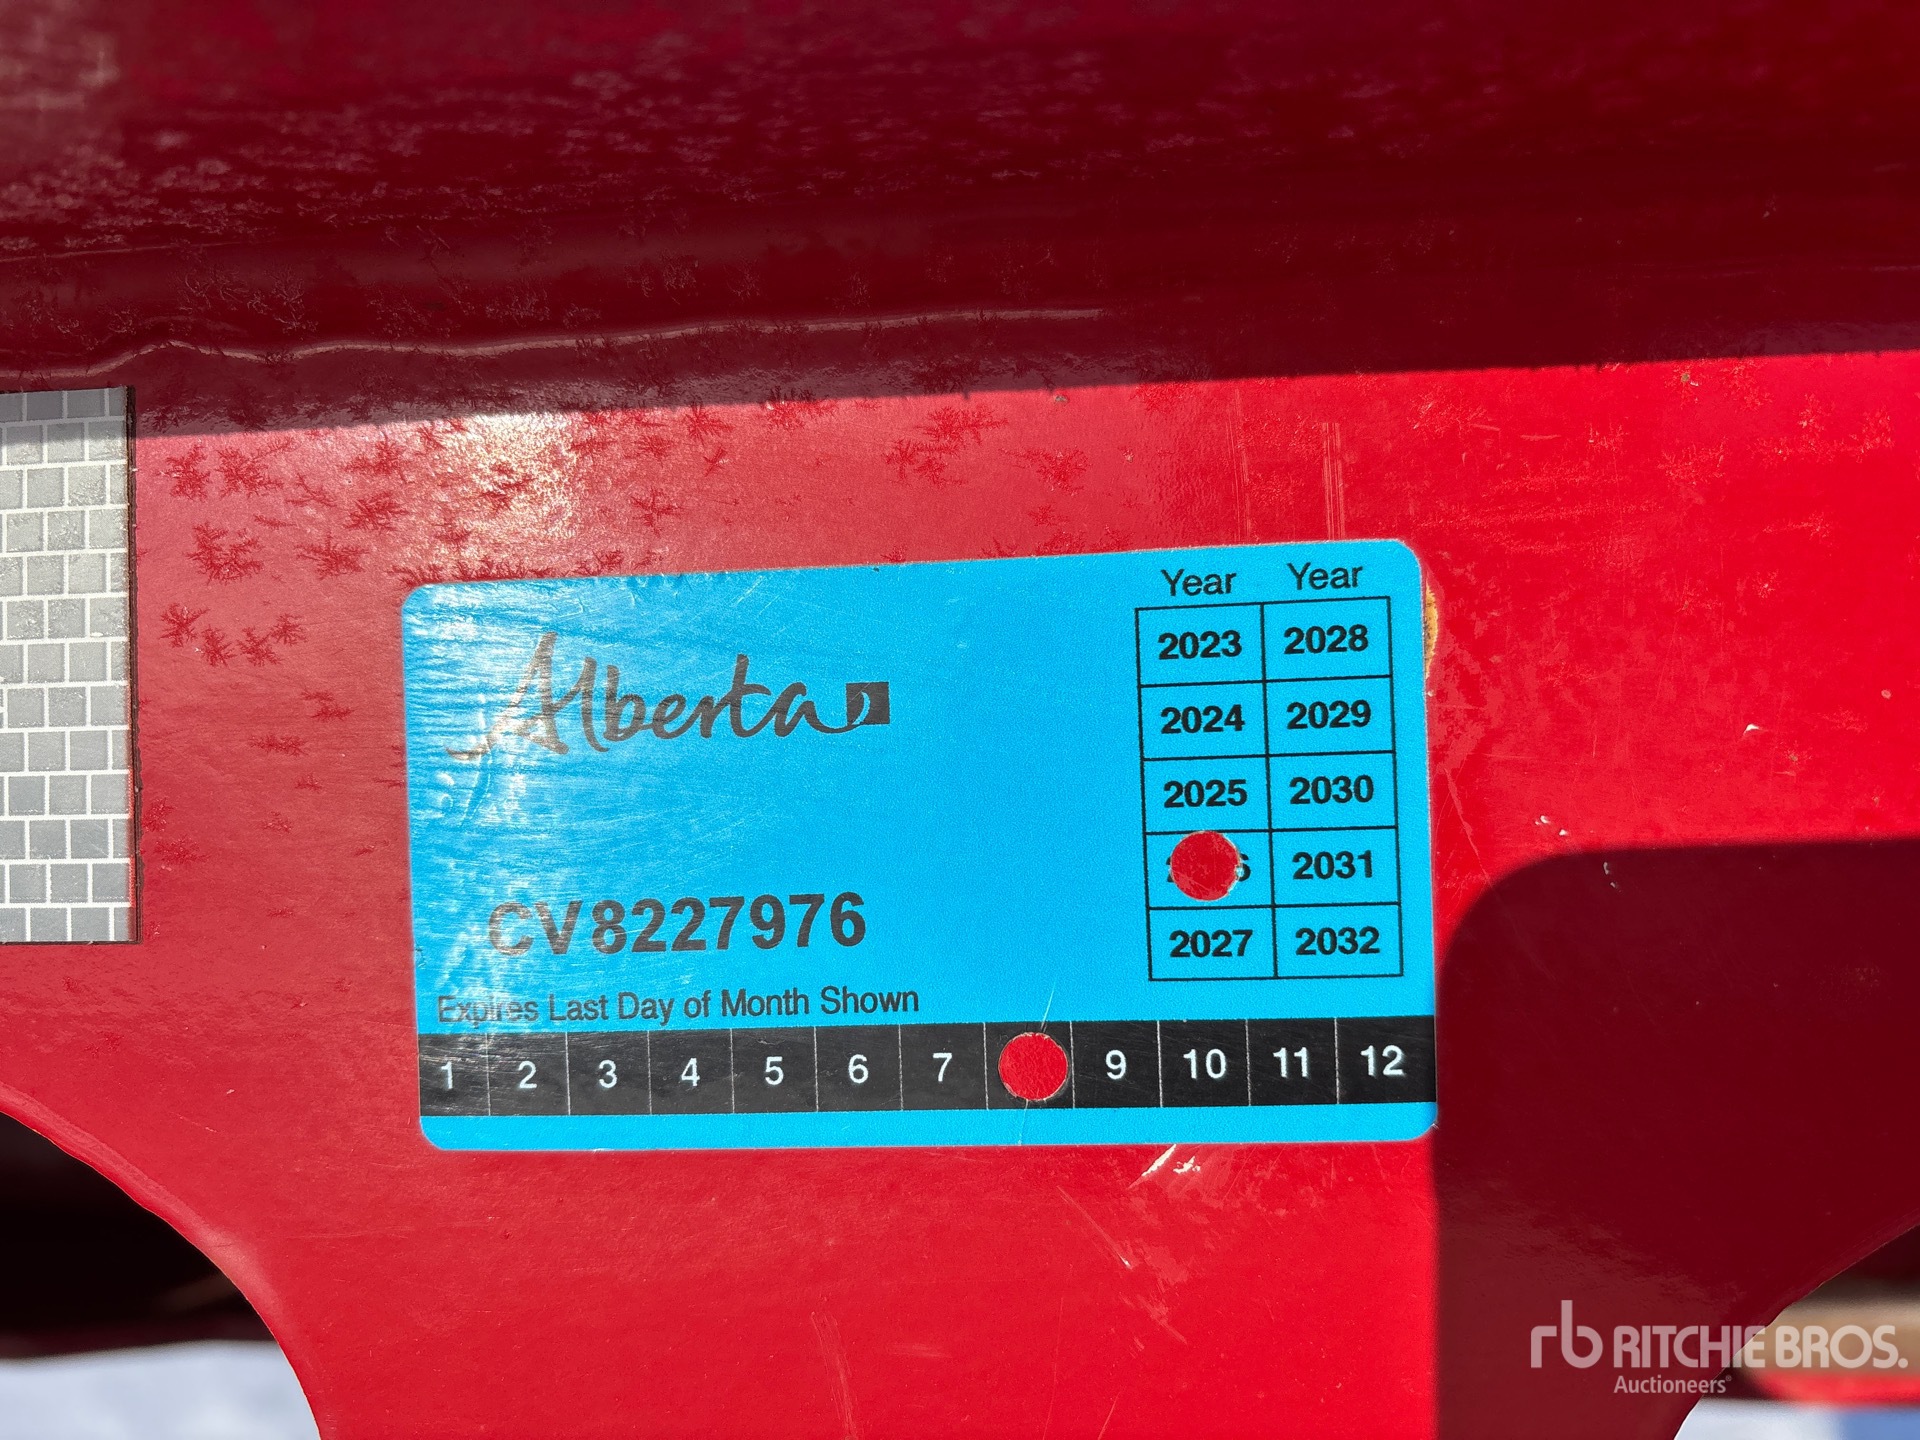 Alberta
CV8227976
Expires Last Day of Month Shown
Year Year
2023 2028
2024 2029
2025 2030
2031
2027 2032
1 2 3 4 5 6 7 9 10 11 12
rb RITCHIE BROS.
Auctioneers